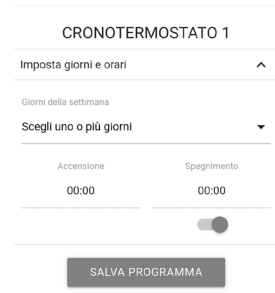 CRONOTERMOSTATO 1
Imposta giorni e orari
Giorni della settimana
Scegli uno o più giorni
Accensione Spegnimento
00:00 00:00
SALVA PROGRAMMA